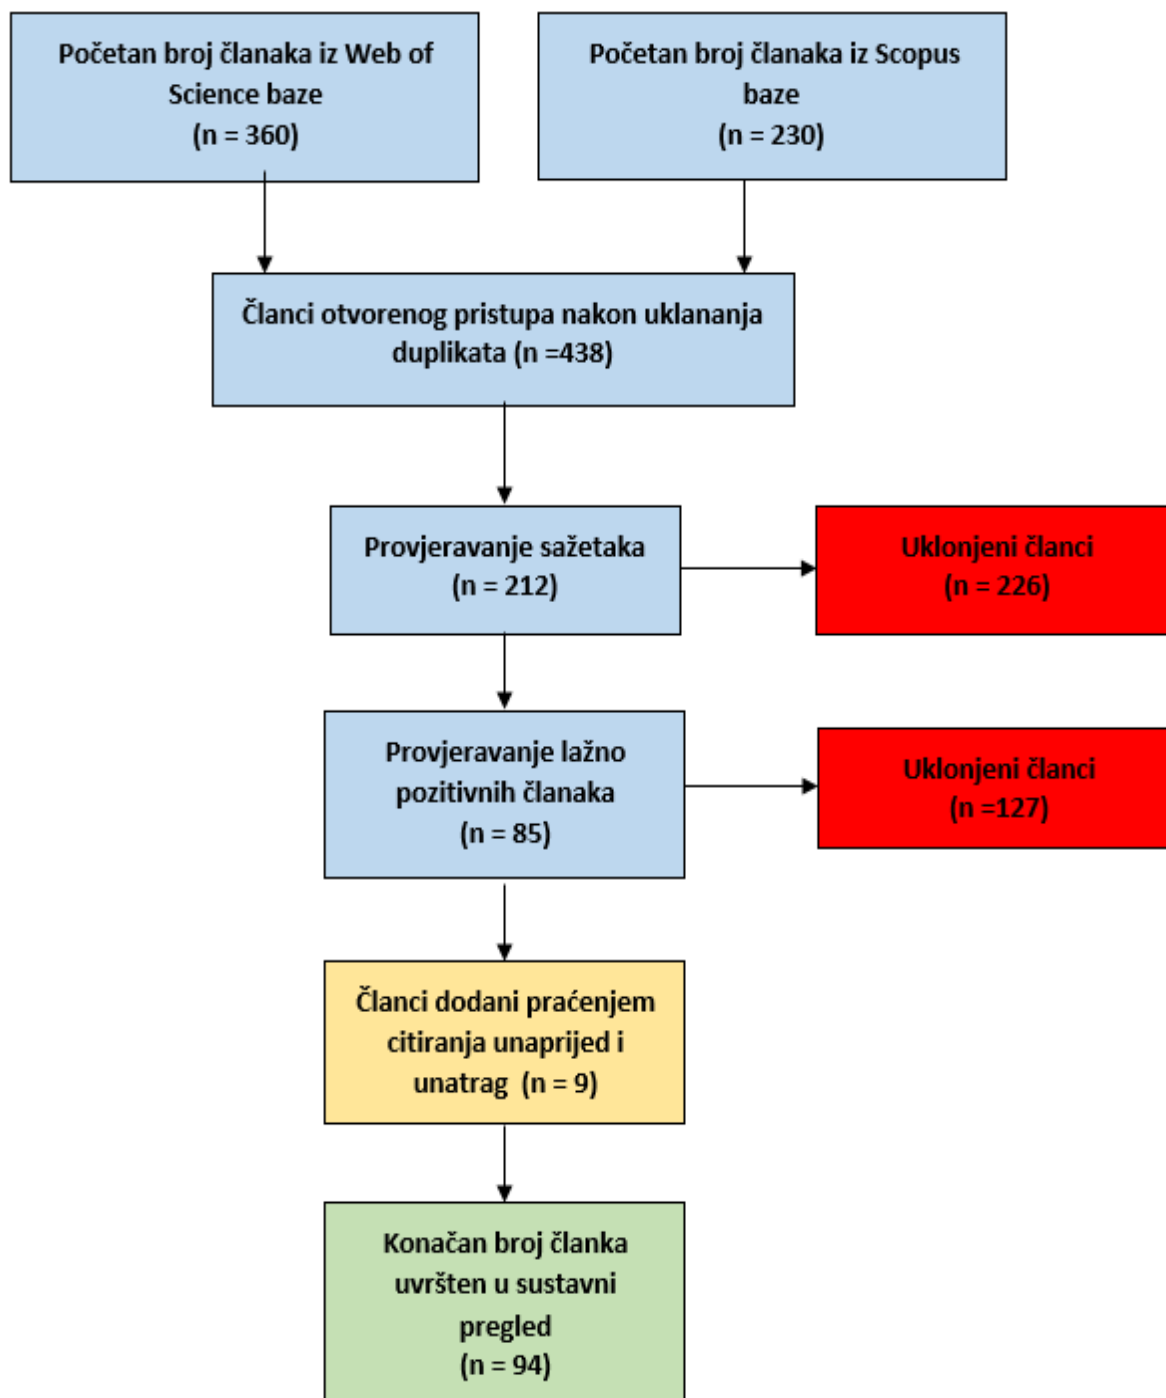 Početan broj članaka iz Web of
Science baze
(n = 360)
Početan broj članaka iz Scopus
baze
(n = 230)
Članci otvorenog pristupa nakon uklananja
duplikata (n =438)
Provjeravanje sažetaka
(n = 212)
Uklonjeni članci
(n = 226)
Provjeravanje lažno
pozitivnih članaka
(n = 85)
Uklonjeni članci
(n =127)
Članci dodani praćenjem
citiranja unaprijed i
unatrag (n = 9)
Konačan broj članka
uvršten u sustavni
pregled
(n = 94)